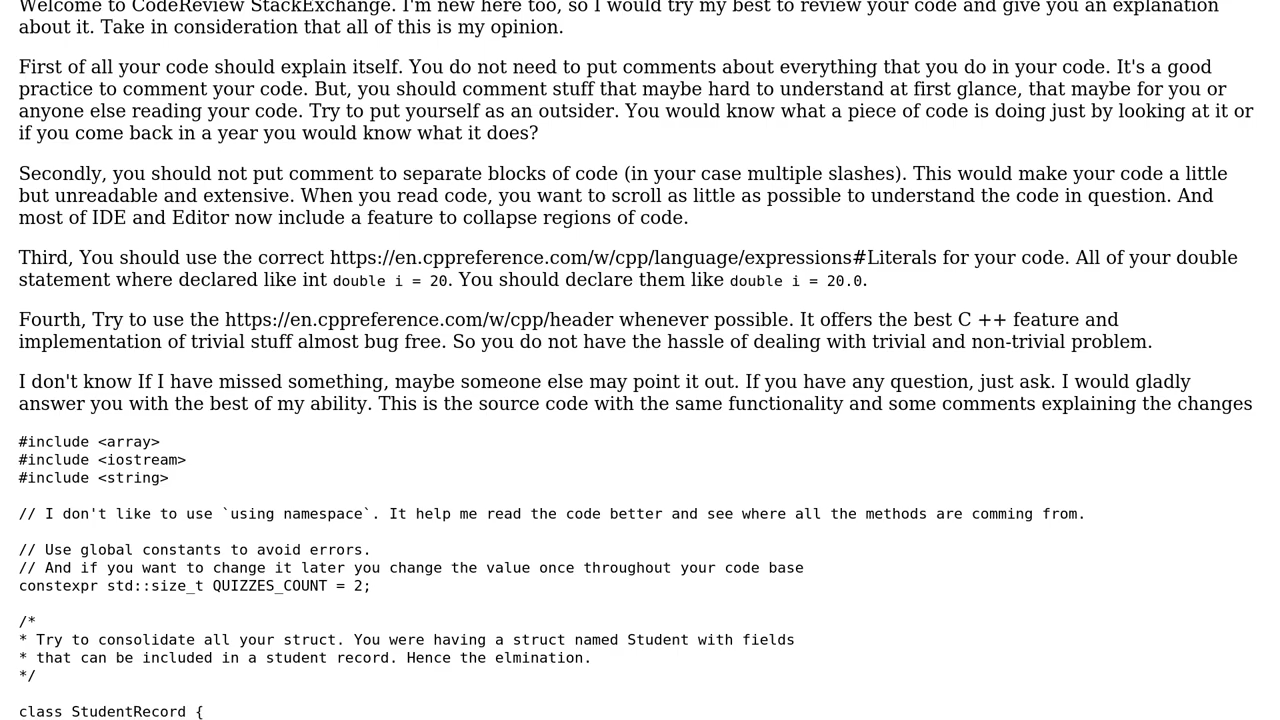 Welcome to CodeReview StackExchange. I'm new here too, so I would try my best to review your code and give you an explanation
about it. Take in consideration that all of this is my opinion.
First of all your code should explain itself. You do not need to put comments about everything that you do in your code. It's a good
practice to comment your code. But, you should comment stuff that maybe hard to understand at first glance, that maybe for you or
anyone else reading your code. Try to put yourself as an outsider. You would know what a piece of code is doing just by looking at it or
if you come back in a year you would know what it does?
Secondly, you should not put comment to separate blocks of code (in your case multiple slashes). This would make your code a little
but unreadable and extensive. When you read code, you want to scroll as little as possible to understand the code in question. And
most of IDE and Editor now include a feature to collapse regions of code.
Third, You should use the correct https://en.cppreference.com/w/cpp/language/expressions#Literals for your code. All of your double
statement where declared like int double i = 20. You should declare them like double i = 20.0.
Fourth, Try to use the https://en.cppreference.com/w/cpp/header whenever possible. It offers the best C ++ feature and
implementation of trivial stuff almost bug free. So you do not have the hassle of dealing with trivial and non-trivial problem.
I don't know If I have missed something, maybe someone else may point it out. If you have any question, just ask. I would gladly
answer you with the best of my ability. This is the source code with the same functionality and some comments explaining the changes
#include <array>
#include <iostream>
#include <string>
// I don't like to use `using namespace`. It help me read the code better and see where all the methods are comming from.
// Use global constants to avoid errors.
// And if you want to change it later you change the value once throughout your code base
constexpr std::size_t QUIZZES_COUNT = 2;
/*
* Try to consolidate all your struct. You were having a struct named Student with fields
* that can be included in a student record. Hence the elmination.
*/
class StudentRecord {